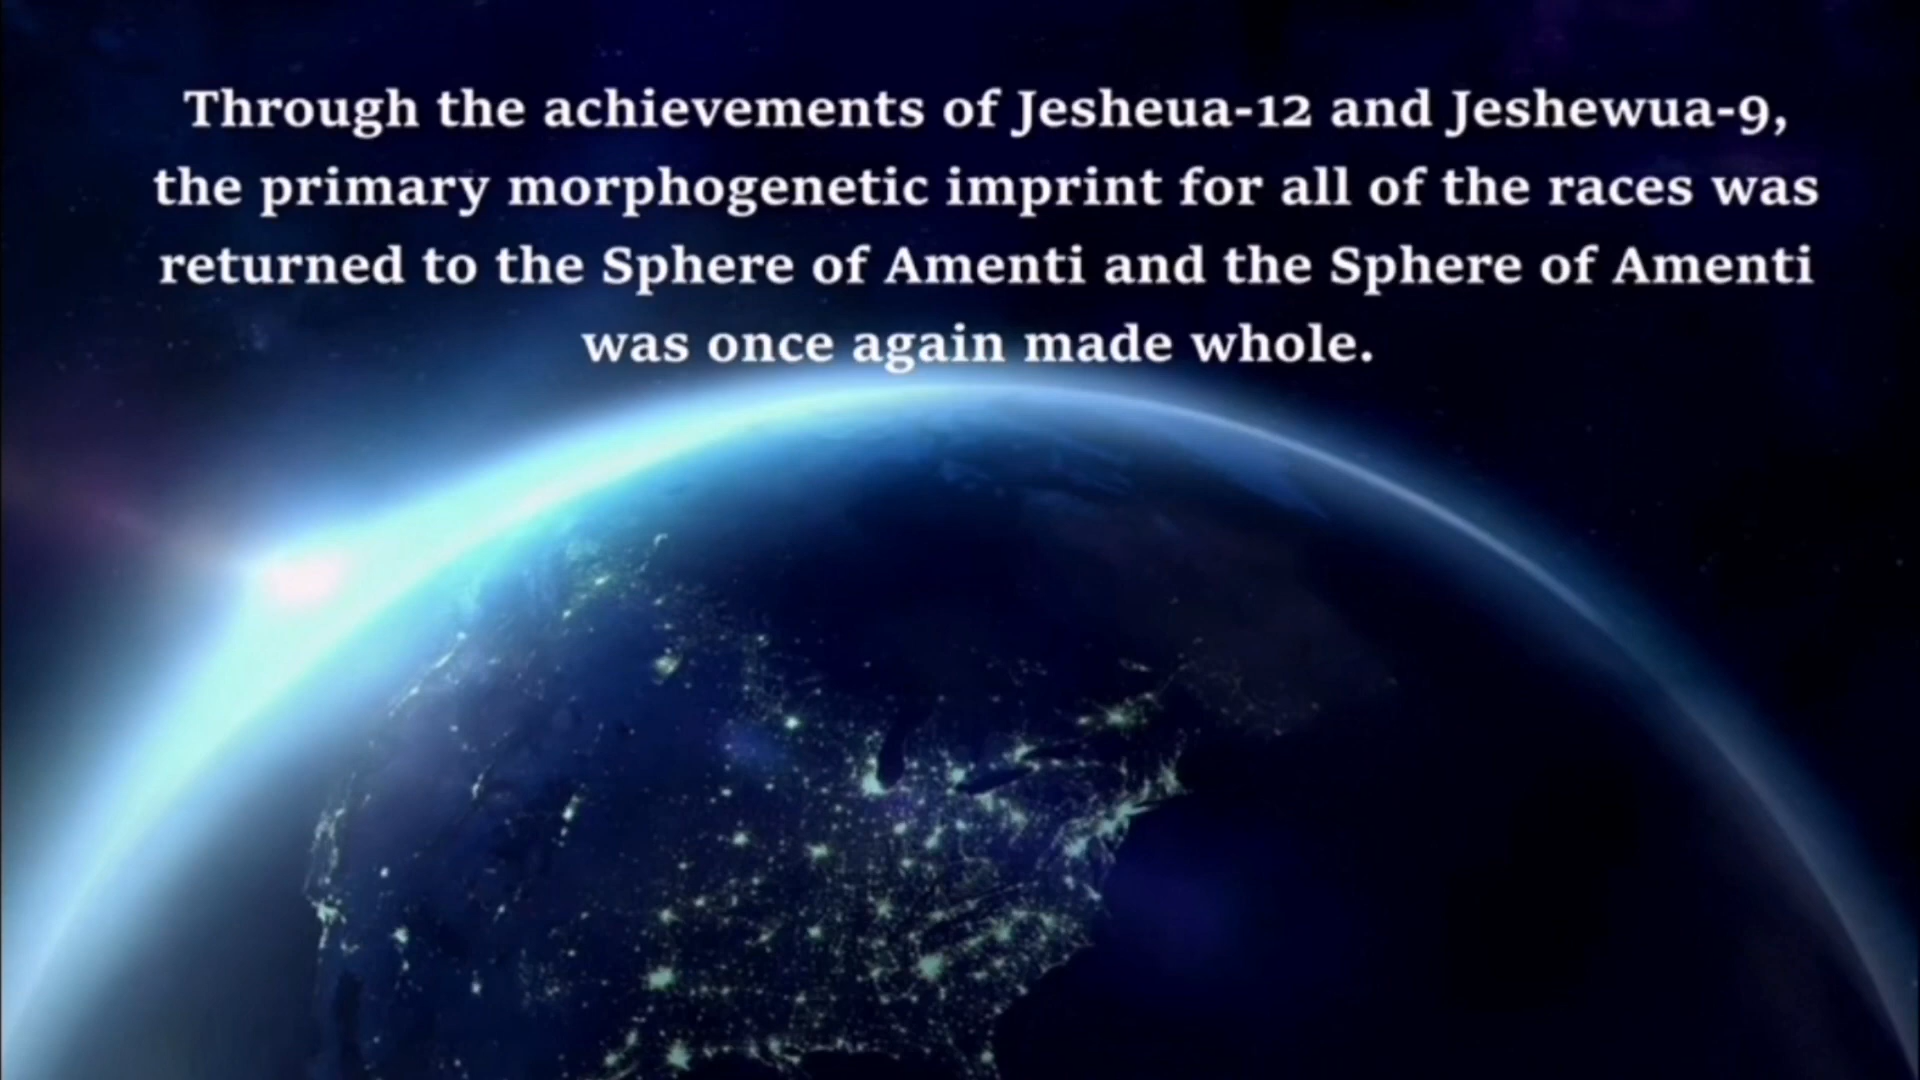 Through the achievements of Jesheua-12 and Jeshewua-9,
the primary morphogenetic imprint for all of the races was
returned to the Sphere of Amenti and the Sphere of Amenti
was once again made whole.